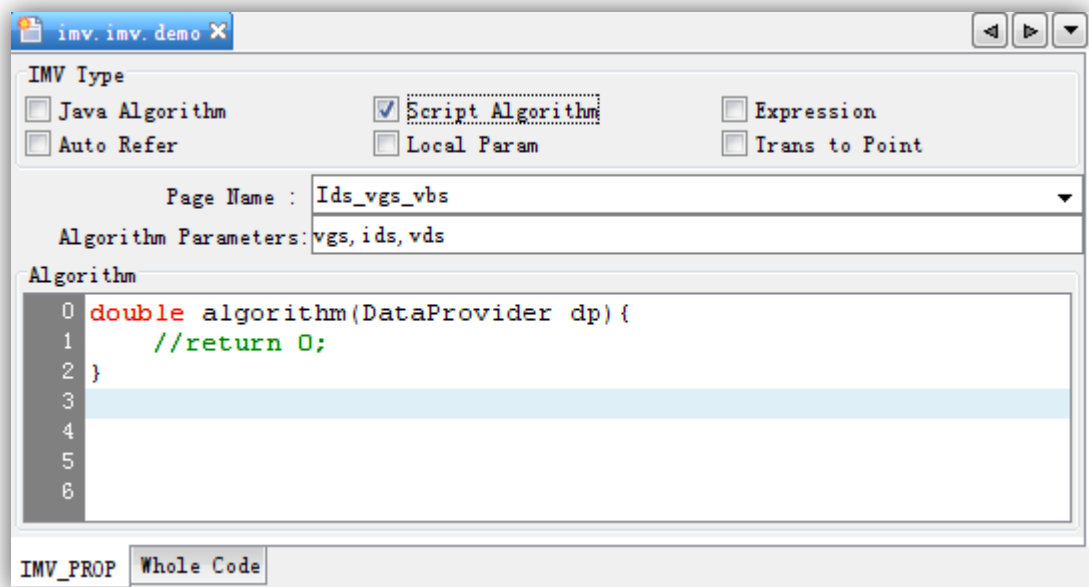 imv.imv.demo
IMV Type
Java Algorithm Script Algorithm Expression
Auto Refer Local Param Trans to Point
Page Name : Ids_vgs_vbs
Algorithm Parameters: vgs,ids,vds
Algorithm
0 double algorithm(DataProvider dp){
1 //return 0;
2 }
3
4
5
6
IMV_PROP Whole Code